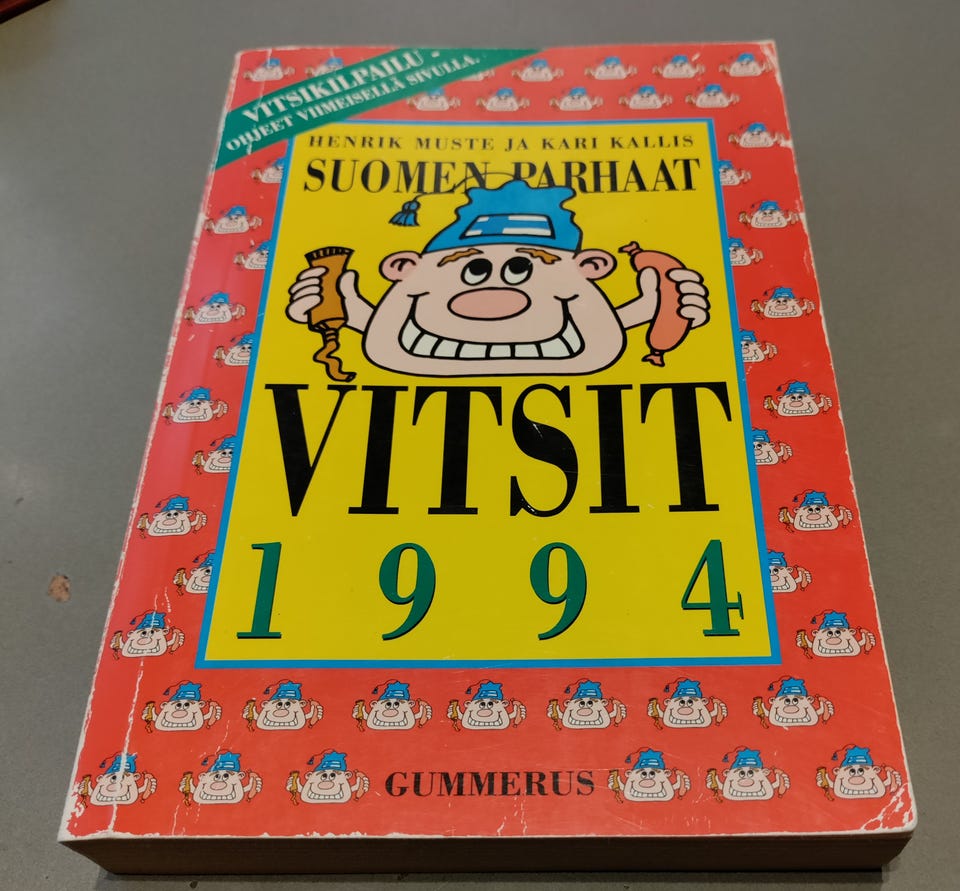 VITSIKILPAILU
OHJEET VIIMEISELLÄ SIVULLA.
HENRIK MUSTE JA KARI KALLIS
SUOMEN PARHAAT
VITSIT
1994
GUMMERUS